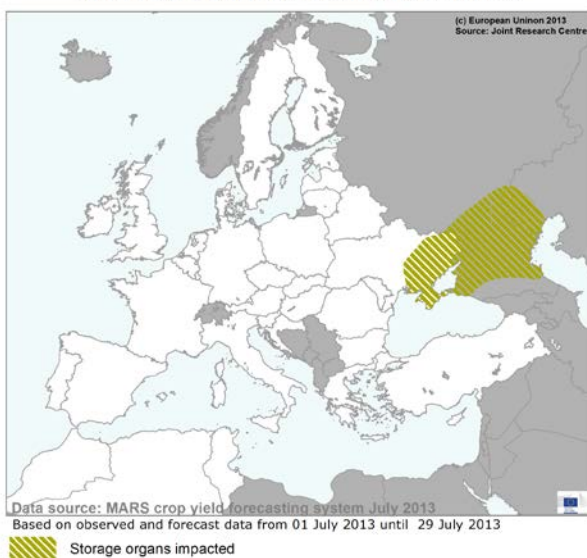 (c) European Uninon 2013
Source: Joint Research Centre
Data source: MARS crop yield forecasting system July 2013
Based on observed and forecast data from 01 July 2013 until 29 July 2013
Storage organs impacted